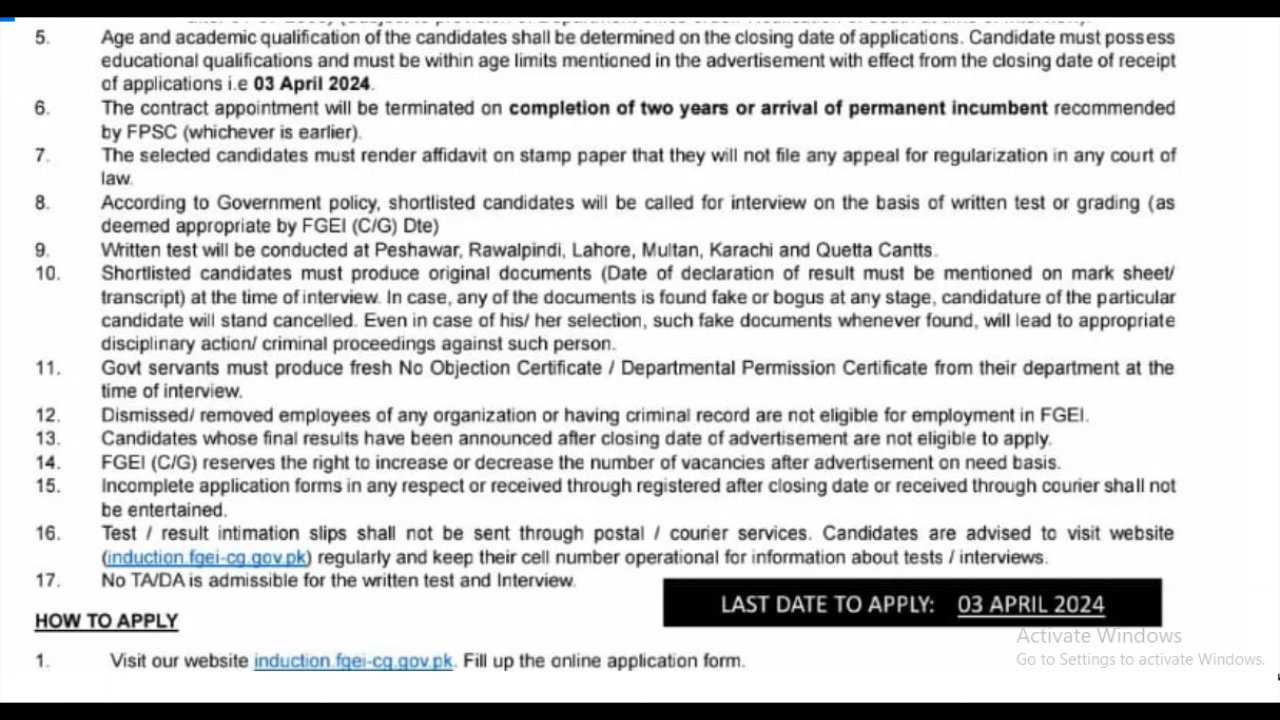 5. Age and academic qualification of the candidates shall be determined on the closing date of applications. Candidate must possess
educational qualifications and must be within age limits mentioned in the advertisement with effect from the closing date of receipt
of applications i.e 03 April 2024.
6. The contract appointment will be terminated on completion of two years or arrival of permanent incumbent recommended
by FPSC (whichever is earlier).
7. The selected candidates must render affidavit on stamp paper that they will not file any appeal for regularization in any court of
law.
8. According to Government policy, shortlisted candidates will be called for interview on the basis of written test or grading (as
deemed appropriate by FGEI (C/G) Dte)
9. Written test will be conducted at Peshawar, Rawalpindi, Lahore, Multan, Karachi and Quetta Cantts.
10. Shortlisted candidates must produce original documents (Date of declaration of result must be mentioned on mark sheet/
transcript) at the time of interview. In case, any of the documents is found fake or bogus at any stage, candidature of the particular
candidate will stand cancelled. Even in case of his/ her selection, such fake documents whenever found, will lead to appropriate
disciplinary action/ criminal proceedings against such person.
11. Govt servants must produce fresh No Objection Certificate / Departmental Permission Certificate from their department at the
time of interview.
12. Dismissed/ removed employees of any organization or having criminal record are not eligible for employment in FGEI.
13. Candidates whose final results have been announced after closing date of advertisement are not eligible to apply.
14. FGEI (C/G) reserves the right to increase or decrease the number of vacancies after advertisement on need basis.
15. Incomplete application forms in any respect or received through registered after closing date or received through courier shall not
be entertained.
16. Test / result intimation slips shall not be sent through postal / courier services. Candidates are advised to visit website
(induction.fgei-cg.gov.pk) regularly and keep their cell number operational for information about tests / interviews.
17. No TA/DA is admissible for the written test and Interview.
LAST DATE TO APPLY: 03 APRIL 2024
HOW TO APPLY
Activate Windows
Go to Settings to activate Windows.
1. Visit our website induction.fgei-cg.gov.pk. Fill up the online application form.